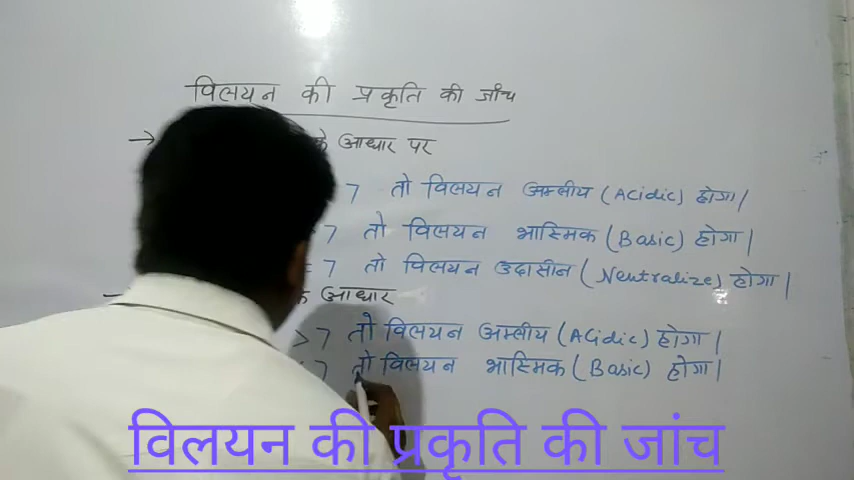 विलयन की प्रकृति की जाँच
→ के आधार पर
7 तो विलयन अम्लीय (Acidic) होगा|
7 तो विलयन भास्मिक (Basic) होगा|
= 7 तो विलयन उदासीन (Neutralize) होगा|
→ के आधार
> 7 तो विलयन अम्लीय (Acidic) होगा|
< 7 तो विलयन भास्मिक (Basic) होगा|
विलयन की प्रकृति की जांच